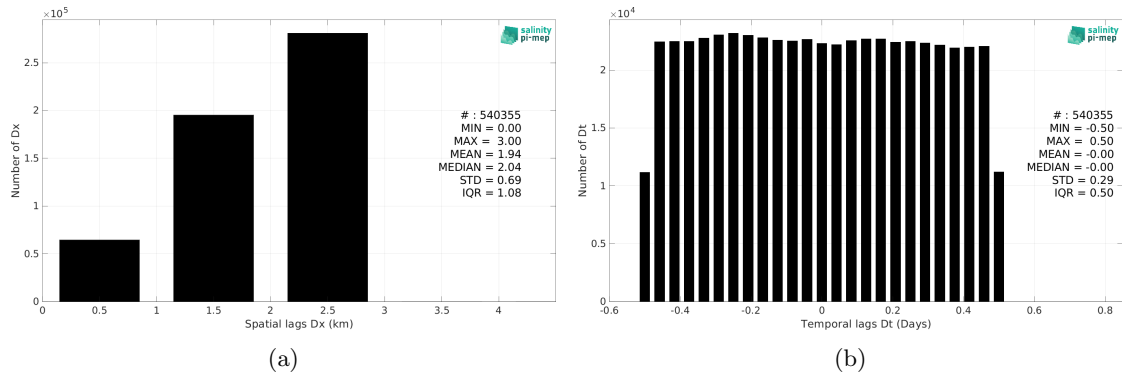 ×10⁵
2.5
2
1.5
1
0.5
0
Number of Dx
0 0.5 1 1.5 2 2.5 3 3.5 4 4.5
Spatial lags Dx (km)
salinity
pi-mep
# : 540355
MIN = 0.00
MAX = 3.00
MEAN = 1.94
MEDIAN = 2.04
STD = 0.69
IQR = 1.08
(a)
×10⁴
2
1.5
1
0.5
0
Number of Dt
-0.6 -0.4 -0.2 0 0.2 0.4 0.6 0.8
Temporal lags Dt (Days)
salinity
pi-mep
# : 540355
MIN = -0.50
MAX = 0.50
MEAN = -0.00
MEDIAN = -0.00
STD = 0.29
IQR = 0.50
(b)